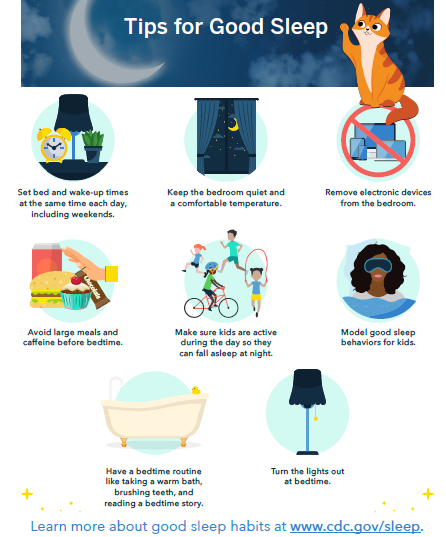 Tips for Good Sleep
Set bed and wake-up times
at the same time each day,
including weekends.
Keep the bedroom quiet and
a comfortable temperature.
Remove electronic devices
from the bedroom.
Avoid large meals and
caffeine before bedtime.
Make sure kids are active
during the day so they
can fall asleep at night.
Model good sleep
behaviors for kids.
Have a bedtime routine
like taking a warm bath,
brushing teeth, and
reading a bedtime story.
Turn the lights out
at bedtime.
Learn more about good sleep habits at www.cdc.gov/sleep.